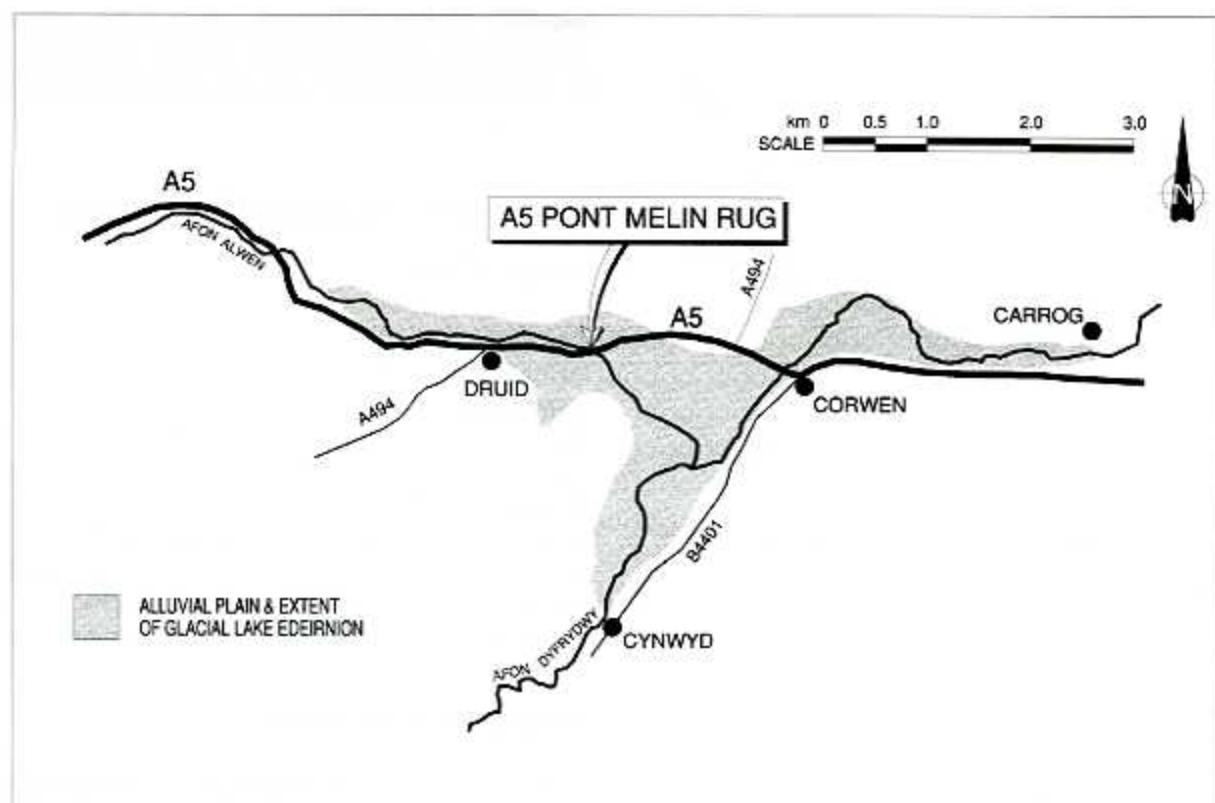 km 0 0.5 1.0 2.0 3.0
SCALE
N
A5
AFON ALWEN
A5 PONT MELIN RUG
A494
A5
CARROG
DRUID
A494
CORWEN
B4401
ALLUVIAL PLAIN & EXTENT
OF GLACIAL LAKE EDEIRNION
AFON DYFRYDWY
CYNWYD